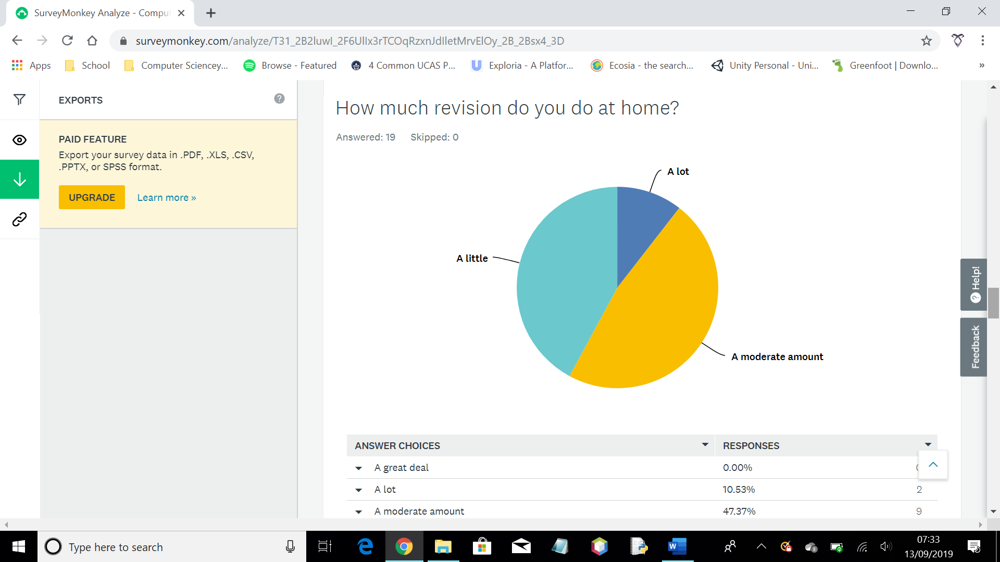 SurveyMonkey Analyze - Compu
surveymonkey.com/analyze/
Apps
School
Computer Sciencey...
Browse - Featured
4 Common UCAS P...
Exploria - A Platfor...
Ecosia - the search...
Unity Personal - Uni...
Greenfoot | Downlo...
»
EXPORTS
?
PAID FEATURE
Export your survey data in .PDF, .XLS, .CSV,
.PPTX, or SPSS format.
UPGRADE
Learn more »
How much revision do you do at home?
Answered: 19 Skipped: 0
A lot
A little
A moderate amount
? Help!
Feedback
ANSWER CHOICES RESPONSES
A great deal 0.00%
A lot 10.53% 2
A moderate amount 47.37% 9
Type here to search
07:33
13/09/2019